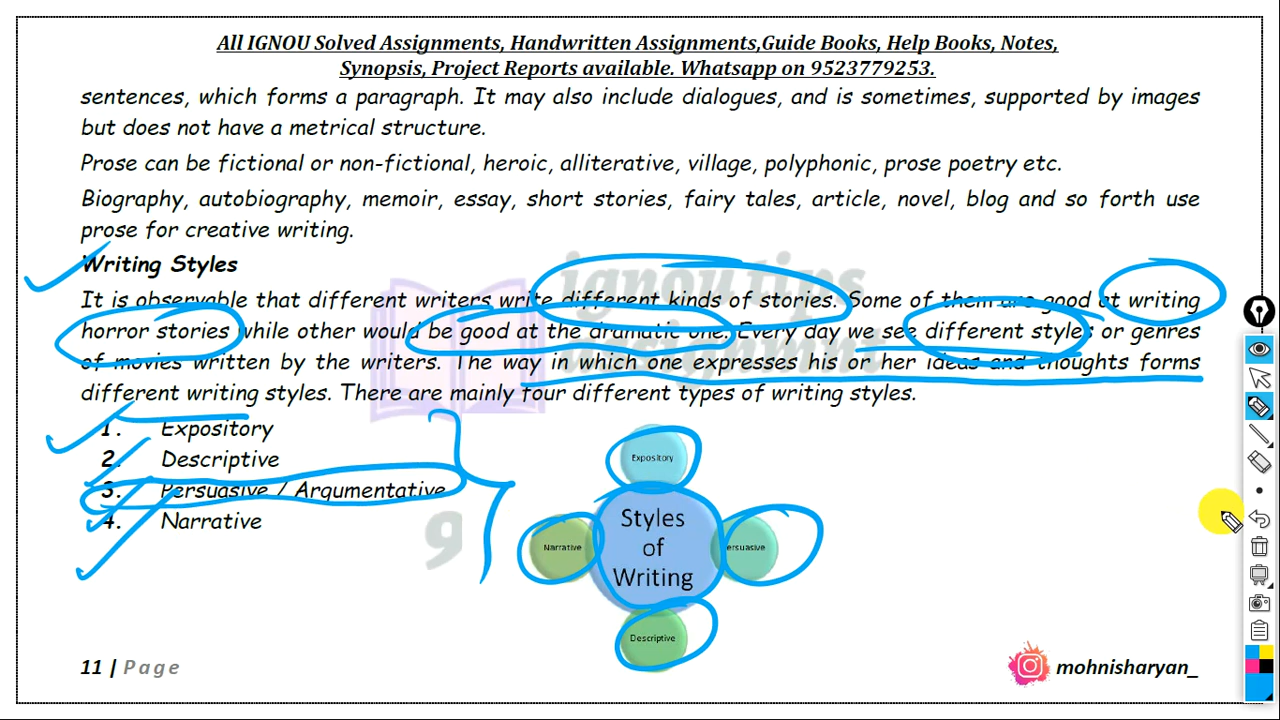 All IGNOU Solved Assignments, Handwritten Assignments,Guide Books, Help Books, Notes,
Synopsis, Project Reports available. Whatsapp on 9523779253.
sentences, which forms a paragraph. It may also include dialogues, and is sometimes, supported by images
but does not have a metrical structure.
Prose can be fictional or non-fictional, heroic, alliterative, village, polyphonic, prose poetry etc.
Biography, autobiography, memoir, essay, short stories, fairy tales, article, novel, blog and so forth use
prose for creative writing.
Writing Styles
It is observable that different writers write different kinds of stories. Some of them are good at writing
horror stories while other would be good at the dramatic one. Every day we see different styles or genres
of movies written by the writers. The way in which one expresses his or her ideas and thoughts forms
different writing styles. There are mainly four different types of writing styles.
1. Expository
2. Descriptive
3. Persuasive / Argumentative
4. Narrative
ignou tips
assignment
9
Expository
Styles
of
Writing
Narrative
Persuasive
Descriptive
11 | Page
mohnisharyan_